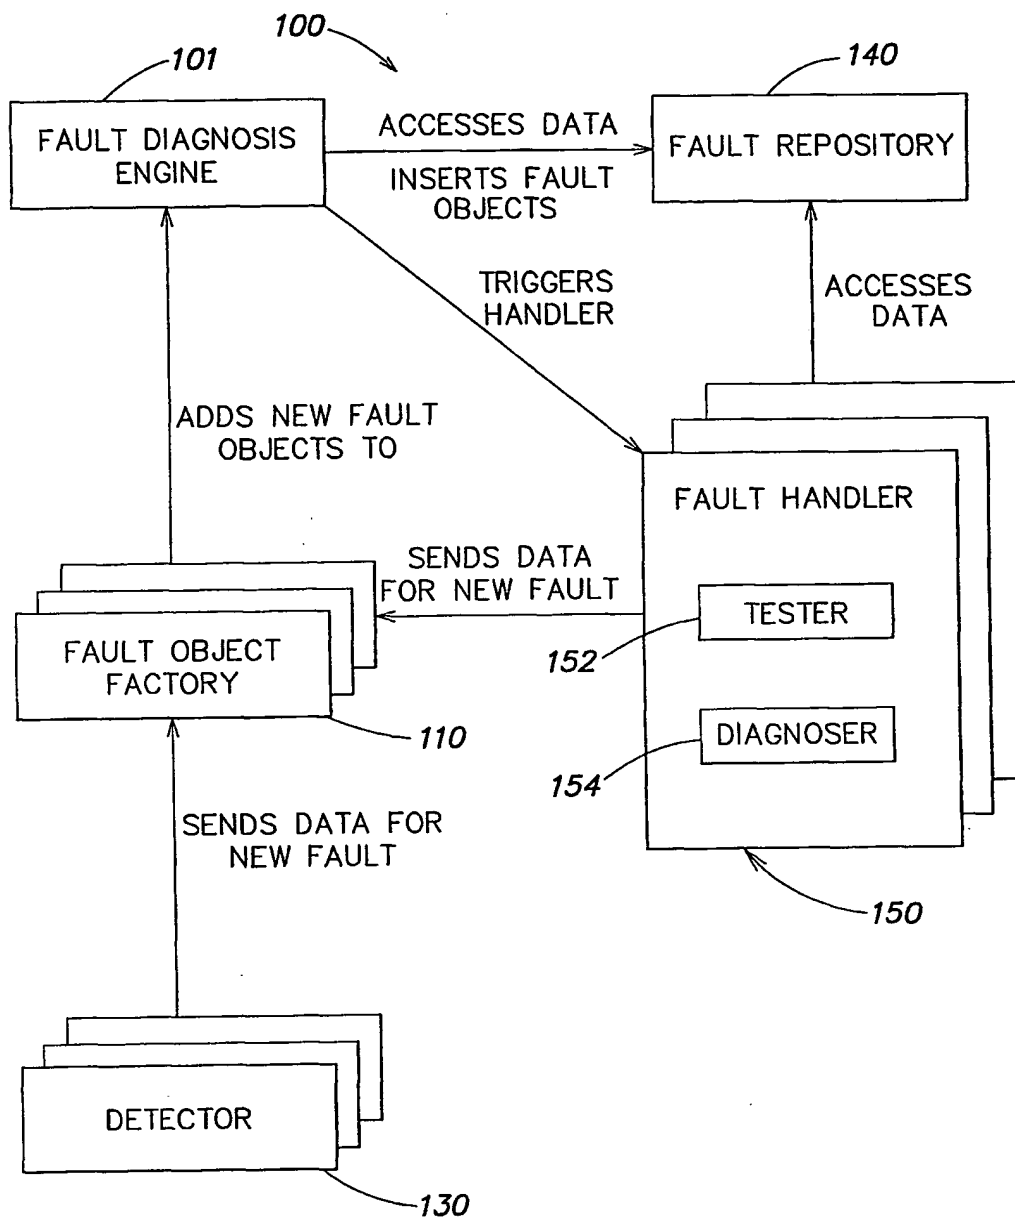 100
101
140
FAULT DIAGNOSIS
ENGINE
ACCESSES DATA
INSERTS FAULT
OBJECTS
FAULT REPOSITORY
TRIGGERS
HANDLER
ACCESSES
DATA
ADDS NEW FAULT
OBJECTS TO
FAULT HANDLER
SENDS DATA
FOR NEW FAULT
TESTER
152
FAULT OBJECT
FACTORY
110
DIAGNOSER
154
SENDS DATA FOR
NEW FAULT
150
DETECTOR
130